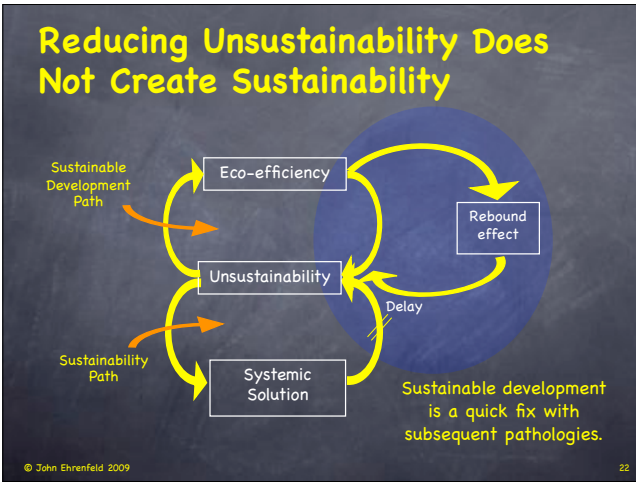 Reducing Unsustainability Does
Not Create Sustainability
Sustainable
Development
Path
Eco-efficiency
Rebound
effect
Unsustainability
Delay
Sustainability
Path
Systemic
Solution
Sustainable development
is a quick fix with
subsequent pathologies.
© John Ehrenfeld 2009
22